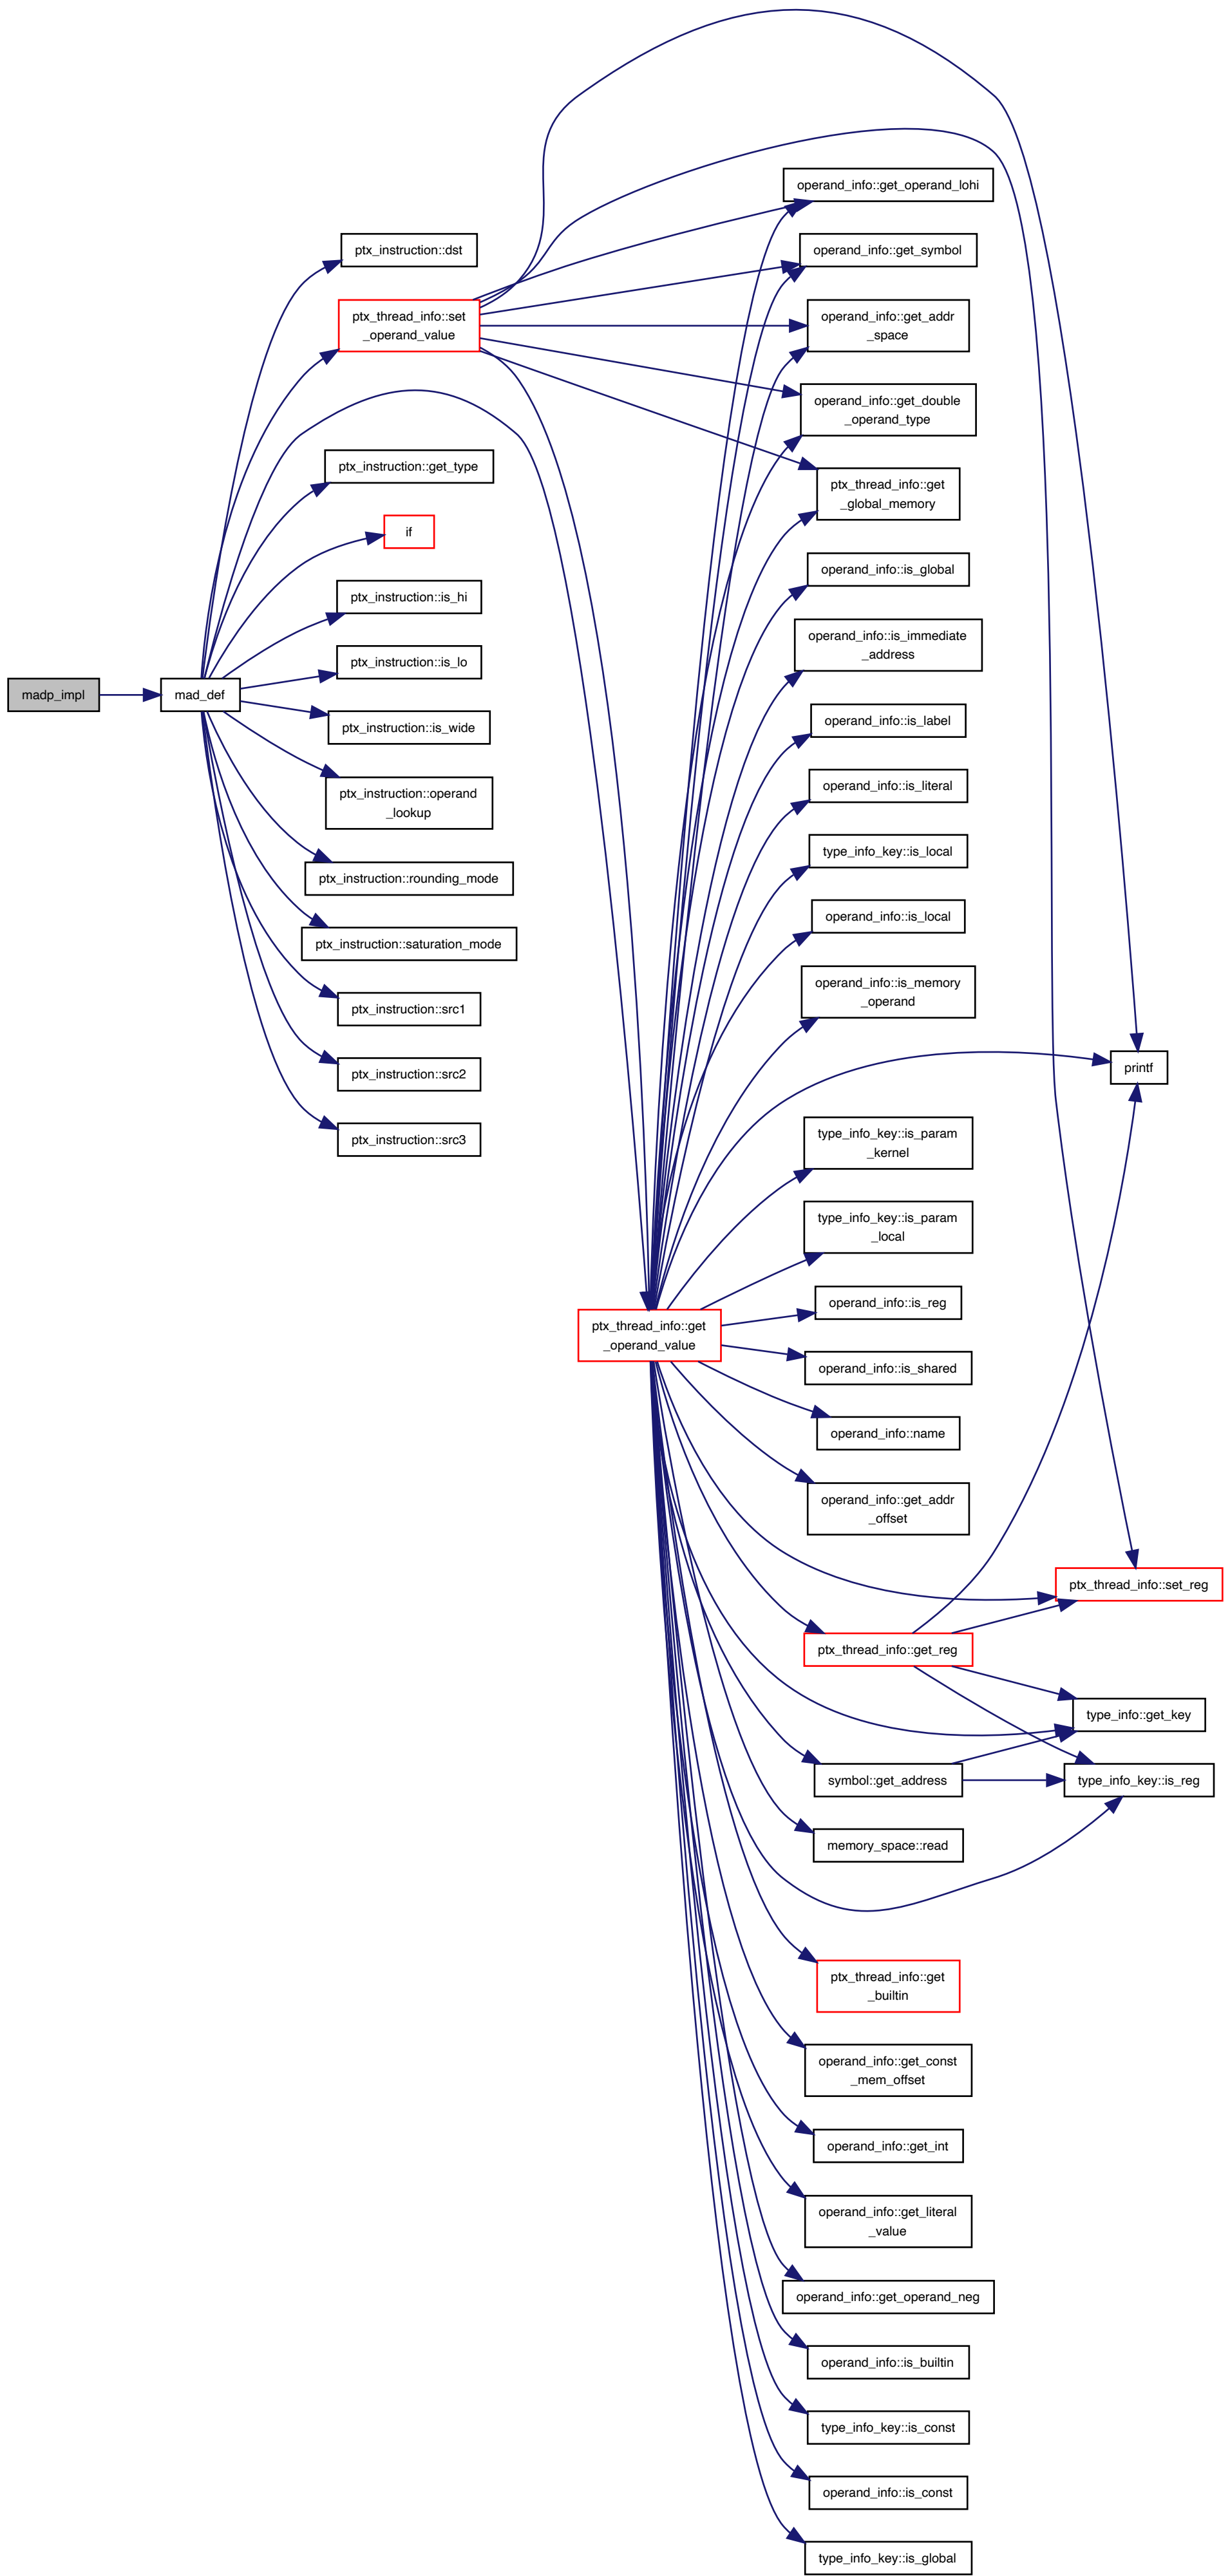 madp_impl
mad_def
ptx_instruction::dst
ptx_thread_info::set
_operand_value
ptx_instruction::get_type
if
ptx_instruction::is_hi
ptx_instruction::is_lo
ptx_instruction::is_wide
ptx_instruction::operand
_lookup
ptx_instruction::rounding_mode
ptx_instruction::saturation_mode
ptx_instruction::src1
ptx_instruction::src2
ptx_instruction::src3
ptx_thread_info::get
_operand_value
operand_info::get_operand_lohi
operand_info::get_symbol
operand_info::get_addr
_space
operand_info::get_double
_operand_type
ptx_thread_info::get
_global_memory
operand_info::is_global
operand_info::is_immediate
_address
operand_info::is_label
operand_info::is_literal
type_info_key::is_local
operand_info::is_local
operand_info::is_memory
_operand
type_info_key::is_param
_kernel
type_info_key::is_param
_local
operand_info::is_reg
operand_info::is_shared
operand_info::name
operand_info::get_addr
_offset
ptx_thread_info::get_reg
symbol::get_address
memory_space::read
ptx_thread_info::get
_builtin
operand_info::get_const
_mem_offset
operand_info::get_int
operand_info::get_literal
_value
operand_info::get_operand_neg
operand_info::is_builtin
type_info_key::is_const
operand_info::is_const
type_info_key::is_global
printf
ptx_thread_info::set_reg
type_info::get_key
type_info_key::is_reg